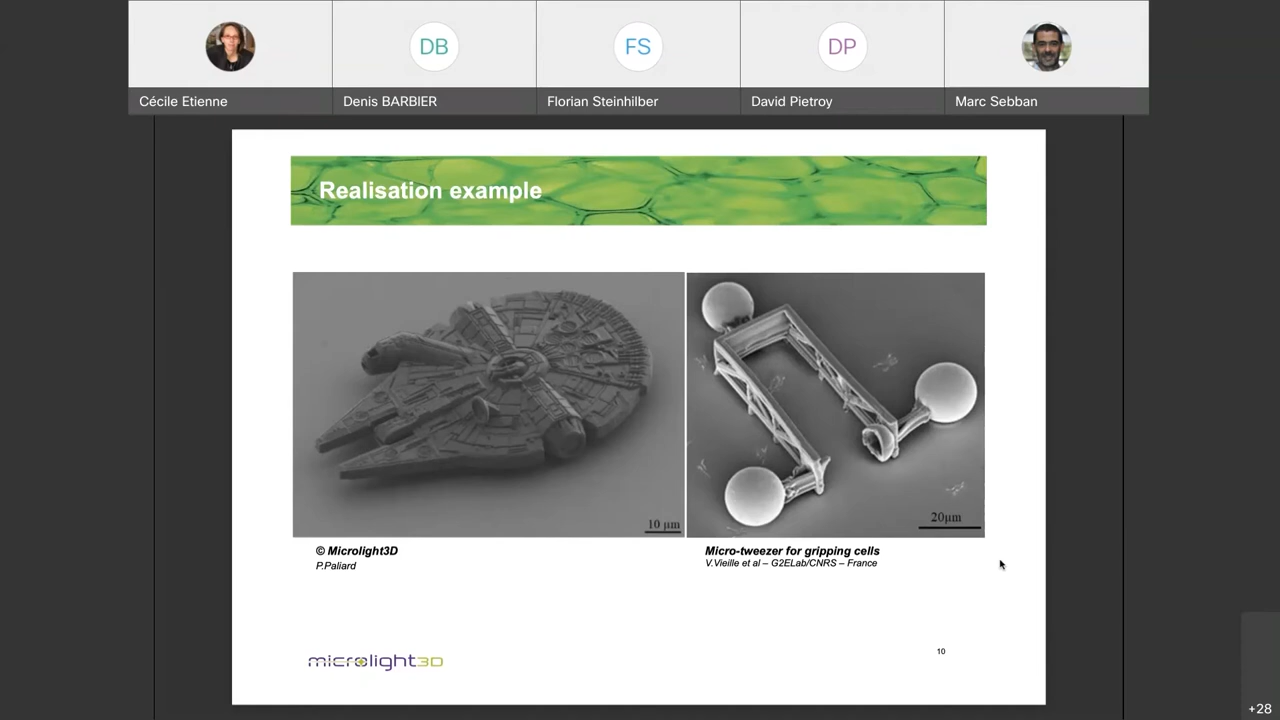 DB
FS
DP
Cécile Etienne
Denis BARBIER
Florian Steinhilber
David Pietroy
Marc Sebban
Realisation example
10 µm
20µm
© Microlight3D
P.Paliard
Micro-tweezer for gripping cells
V.Vieille et al – G2ELab/CNRS – France
microlight3D
10
+28